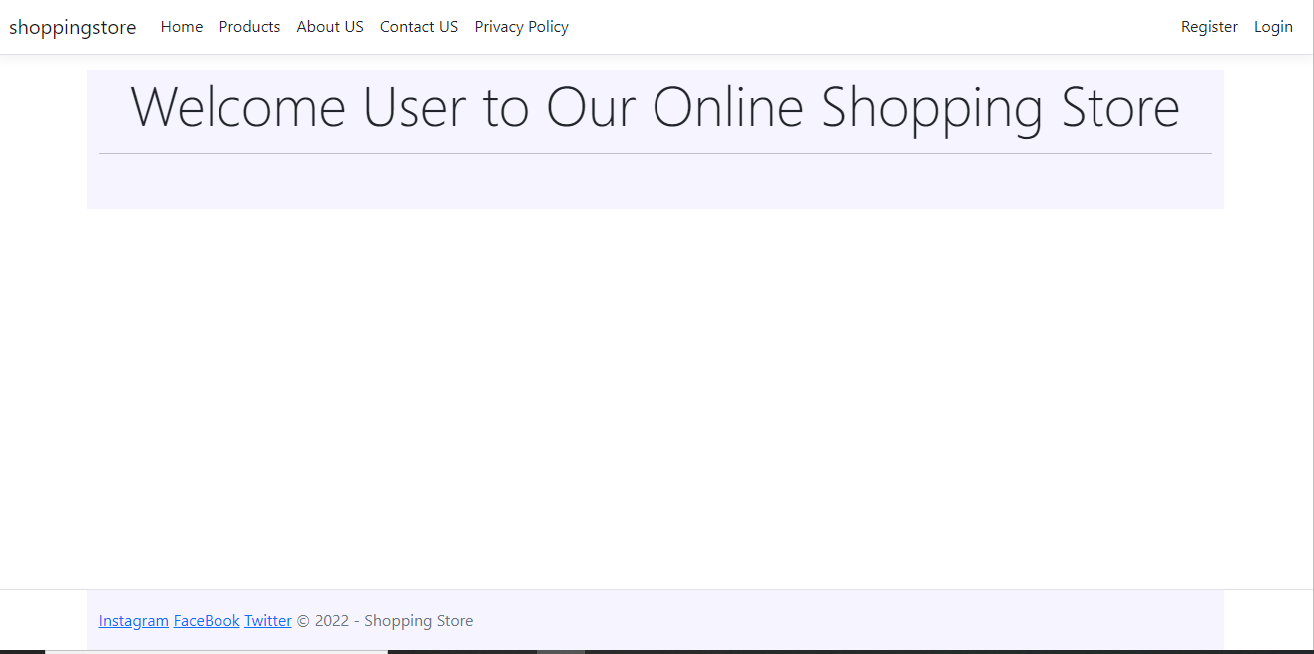 shoppingstore Home Products About US Contact US Privacy Policy Register Login
Welcome User to Our Online Shopping Store
Instagram FaceBook Twitter © 2022 - Shopping Store